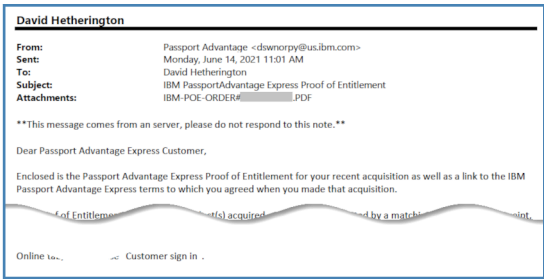 David Hetherington
From: Passport Advantage <dswnorpy@us.ibm.com>
Sent: Monday, June 14, 2021 11:01 AM
To: David Hetherington
Subject: IBM PassportAdvantage Express Proof of Entitlement
Attachments: IBM-POE-ORDER# .PDF
**This message comes from an server, please do not respond to this note.**
Dear Passport Advantage Express Customer,
Enclosed is the Passport Advantage Express Proof of Entitlement for your recent acquisition as well as a link to the IBM
Passport Advantage Express terms to which you agreed when you made that acquisition.
of acquired by a
Online Customer sign in .